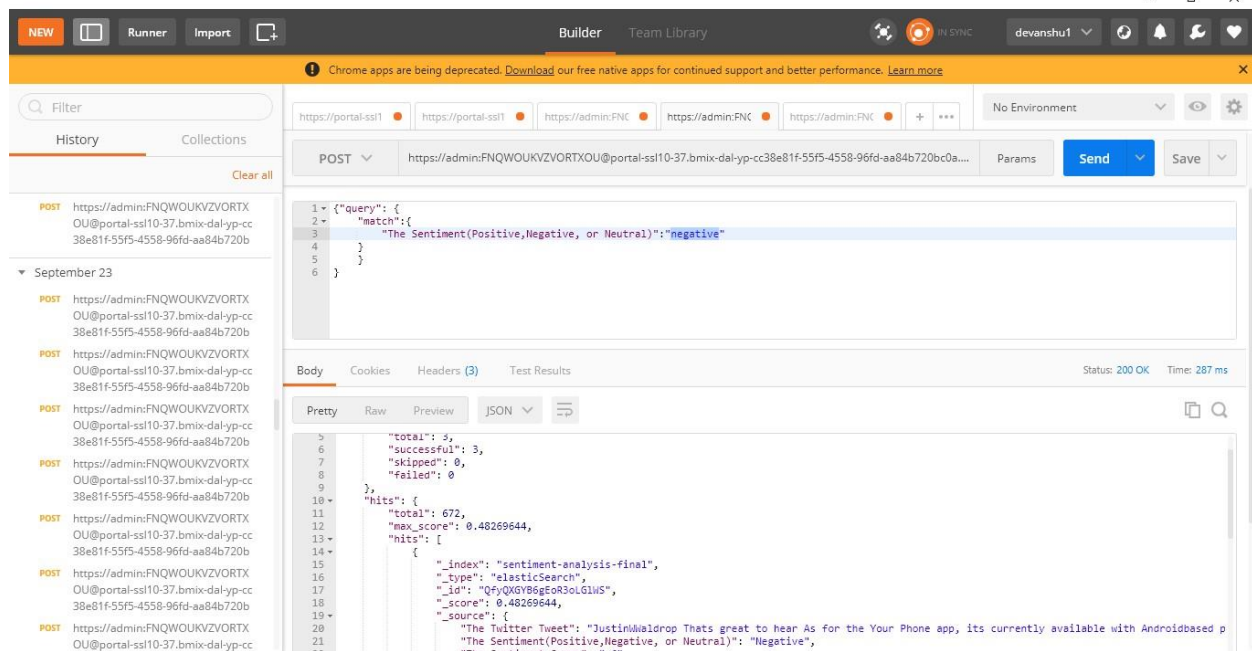 NEW Runner Import Builder Team Library IN SYNC devanshu1
Chrome apps are being deprecated. Download our free native apps for continued support and better performance. Learn more
Filter
History Collections
Clear all
POST https://admin:FNQWOUKVZVORTX
OU@portal-ssl10-37.bmix-dal-yp-cc
38e81f-55f5-4558-96fd-aa84b720b
September 23
POST https://admin:FNQWOUKVZVORTX
OU@portal-ssl10-37.bmix-dal-yp-cc
38e81f-55f5-4558-96fd-aa84b720b
POST https://admin:FNQWOUKVZVORTX
OU@portal-ssl10-37.bmix-dal-yp-cc
38e81f-55f5-4558-96fd-aa84b720b
POST https://admin:FNQWOUKVZVORTX
OU@portal-ssl10-37.bmix-dal-yp-cc
38e81f-55f5-4558-96fd-aa84b720b
POST https://admin:FNQWOUKVZVORTX
OU@portal-ssl10-37.bmix-dal-yp-cc
38e81f-55f5-4558-96fd-aa84b720b
POST https://admin:FNQWOUKVZVORTX
OU@portal-ssl10-37.bmix-dal-yp-cc
38e81f-55f5-4558-96fd-aa84b720b
POST https://admin:FNQWOUKVZVORTX
OU@portal-ssl10-37.bmix-dal-yp-cc
38e81f-55f5-4558-96fd-aa84b720b
POST https://admin:FNQWOUKVZVORTX
OU@portal-ssl10-37.bmix-dal-yp-cc
https://portal-ssl1 https://portal-ssl1 https://admin:FNC https://admin:FNC https://admin:FNC + ••• No Environment
POST https://admin:FNQWOUKVZVORTXOU@portal-ssl10-37.bmix-dal-yp-cc38e81f-55f5-4558-96fd-aa84b720bc0a.... Params Send Save
1 {"query": {
2 "match":{
3 "The Sentiment(Positive,Negative, or Neutral)":"negative"
4 }
5 }
6 }
Body Cookies Headers (3) Test Results Status: 200 OK Time: 287 ms
Pretty Raw Preview JSON
5 "total": 3,
6 "successful": 3,
7 "skipped": 0,
8 "failed": 0
9 },
10 "hits": {
11 "total": 672,
12 "max_score": 0.48269644,
13 "hits": [
14 {
15 "_index": "sentiment-analysis-final",
16 "_type": "elasticSearch",
17 "_id": "QfyQXGYB6gEoR3oLGlWS",
18 "_score": 0.48269644,
19 "_source": {
20 "The Twitter Tweet": "JustinWWaldrop Thats great to hear As for the Your Phone app, its currently available with Androidbased p
21 "The Sentiment(Positive,Negative, or Neutral)": "Negative",